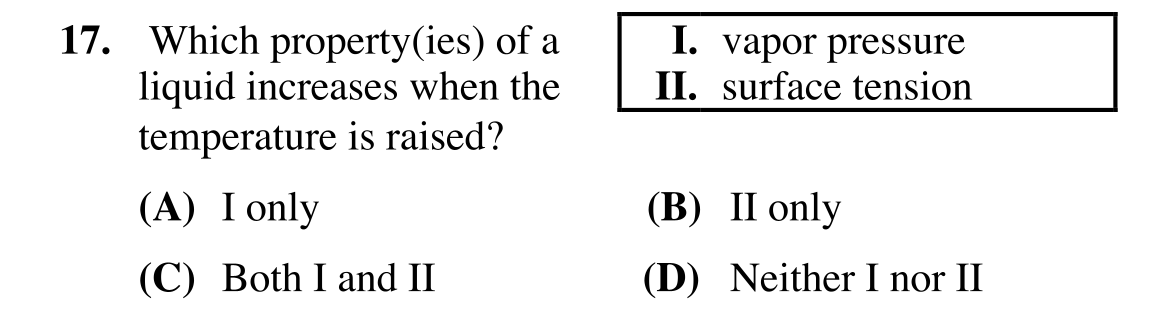 17. Which property(ies) of a
liquid increases when the
temperature is raised?
I. vapor pressure
II. surface tension
(A) I only
(B) II only
(C) Both I and II
(D) Neither I nor II